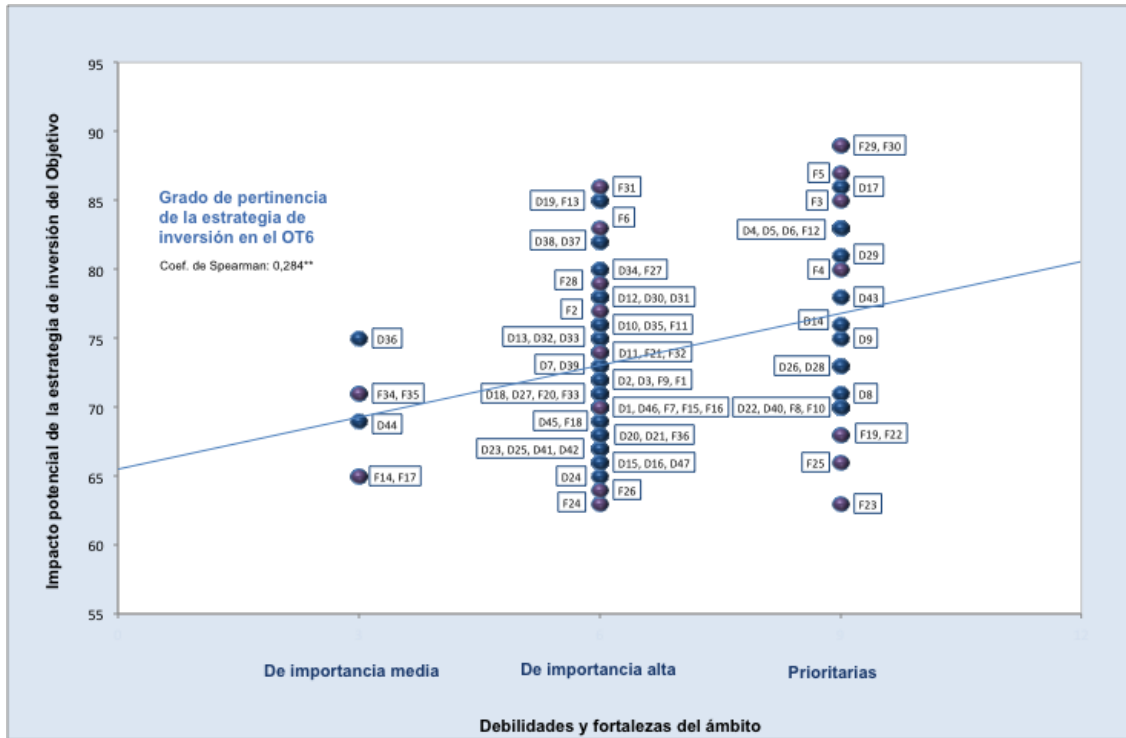 95
90
85
80
75
70
65
60
55
Impacto potencial de la estrategia de inversión del Objetivo
Grado de pertinencia
de la estrategia de
inversión en el OT6
Coef. de Spearman: 0,284**
D36
F34, F35
D44
F14, F17
F31
D19, F13
F6
D38, D37
D34, F27
F28
D12, D30, D31
F2
D10, D35, F11
D13, D32, D33
D11, F21, F32
D7, D39
D2, D3, F9, F1
D18, D27, F20, F33
D1, D46, F7, F15, F16
D45, F18
D20, D21, F36
D23, D25, D41, D42
D15, D16, D47
D24
F26
F24
F29, F30
F5
D17
F3
D4, D5, D6, F12
D29
F4
D43
D14
D9
D26, D28
D8
D22, D40, F8, F10
F19, F22
F25
F23
0
3
6
9
12
De importancia media
De importancia alta
Prioritarias
Debilidades y fortalezas del ámbito